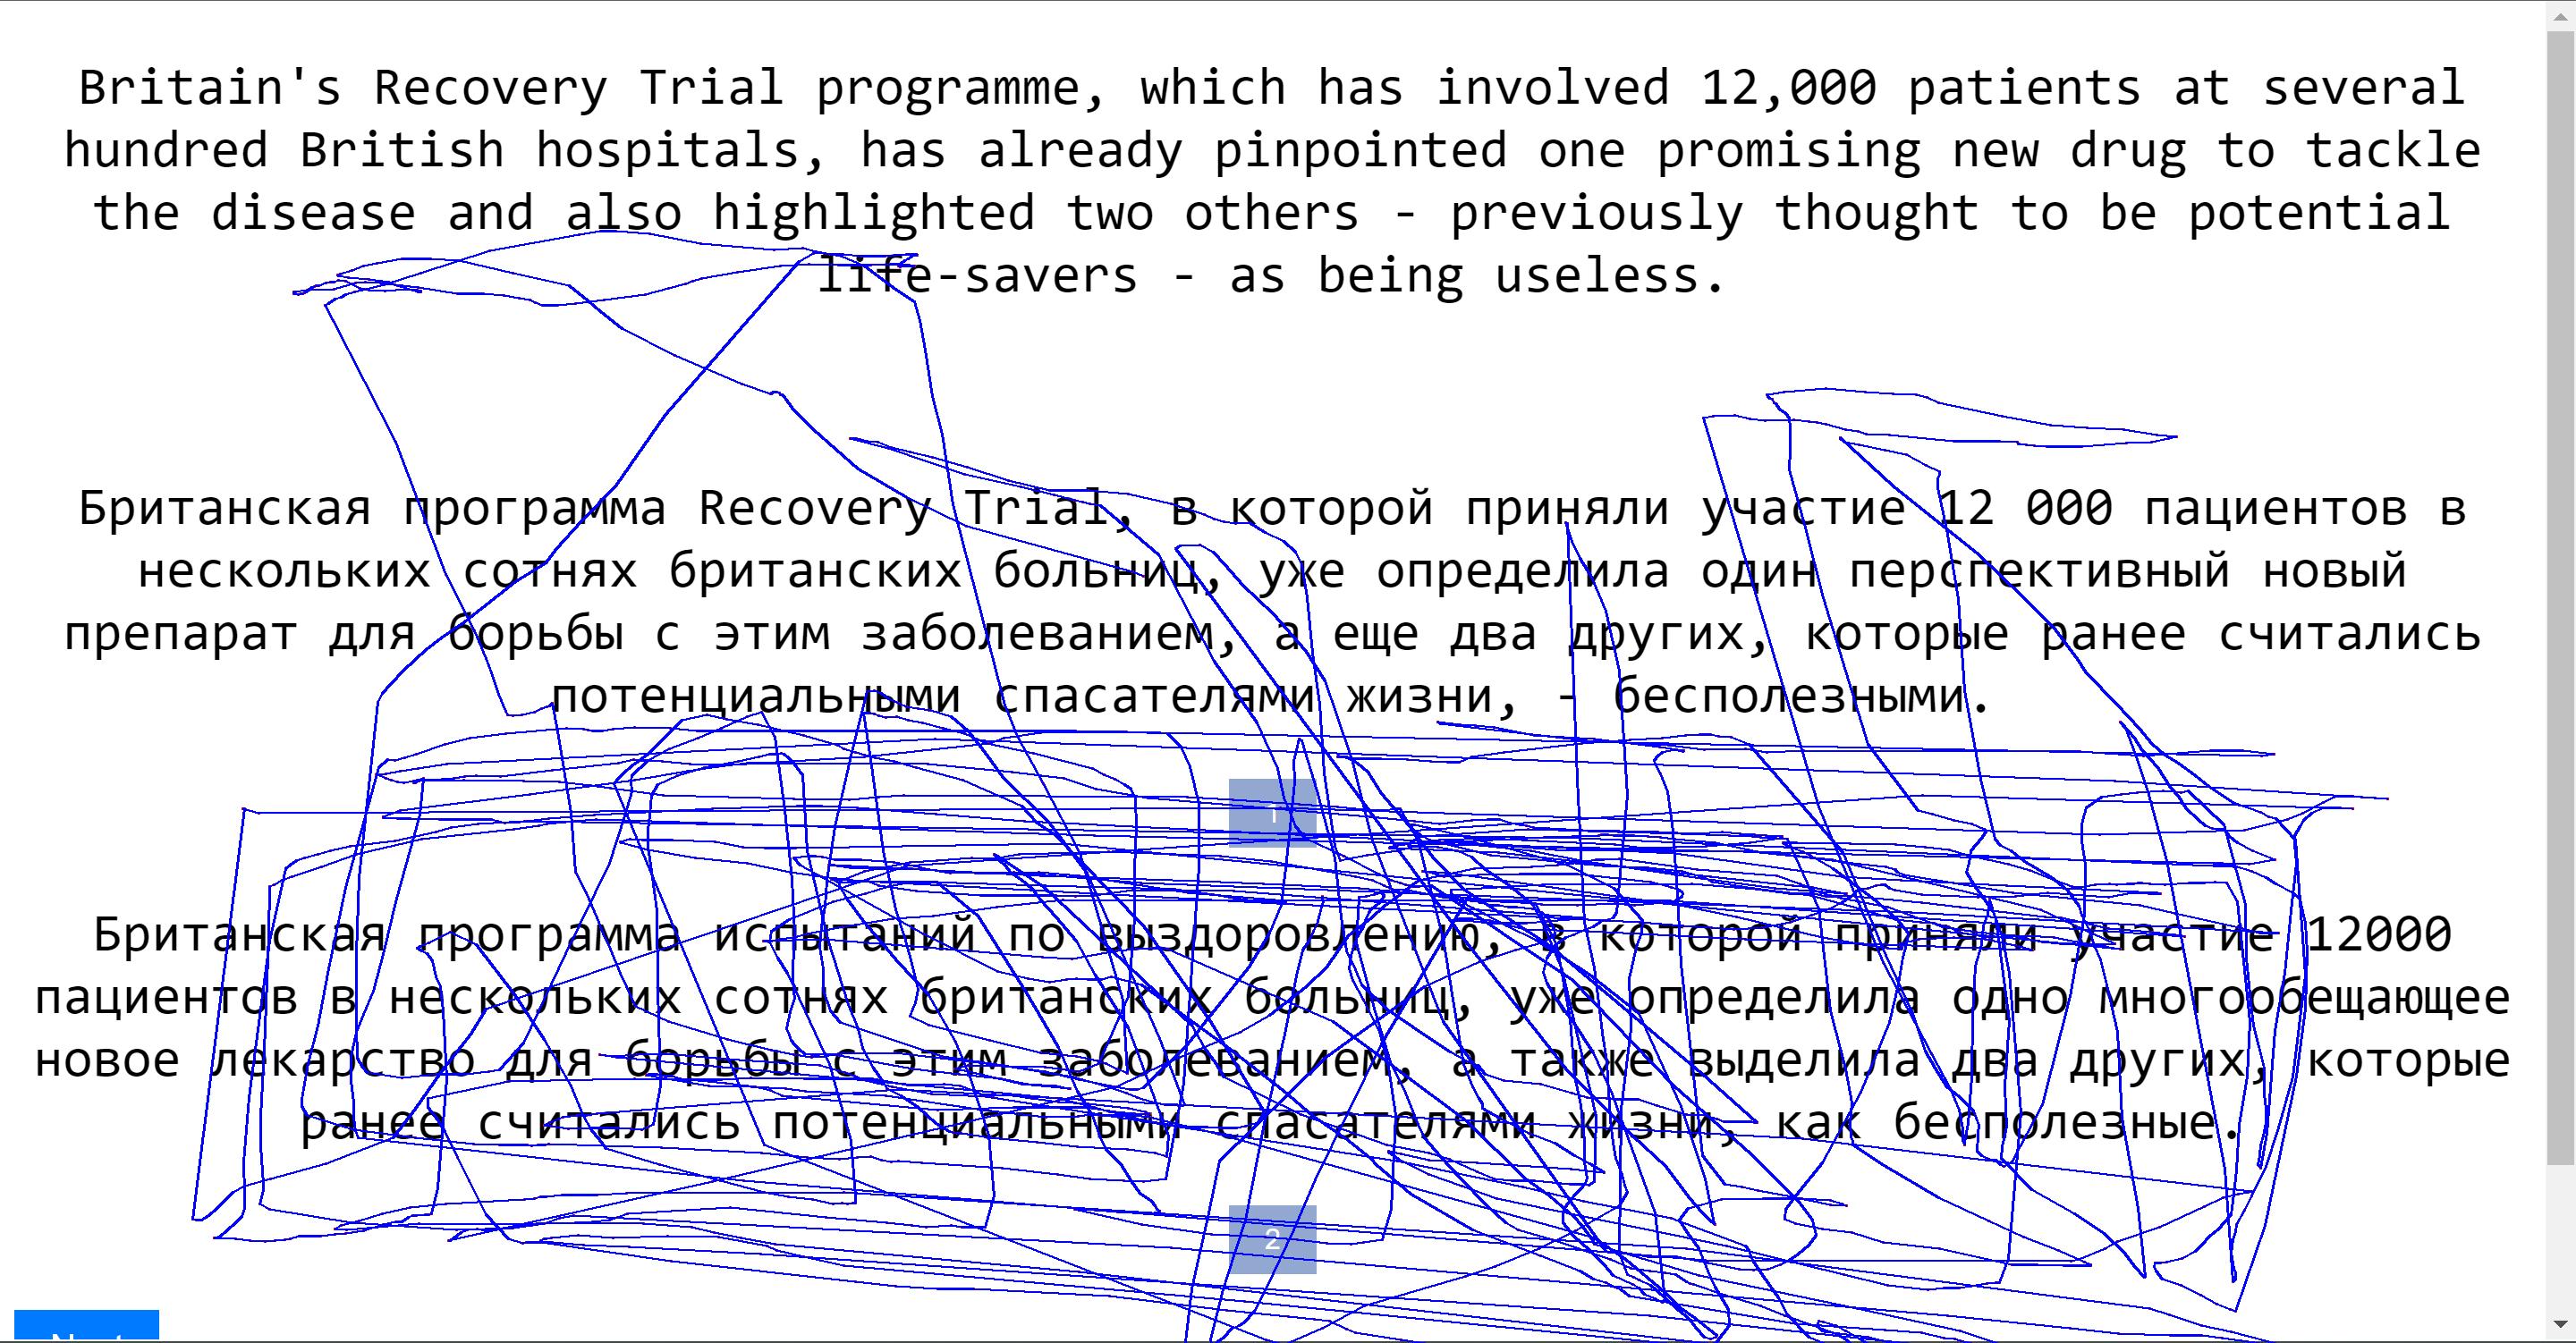 Britain's Recovery Trial programme, which has involved 12,000 patients at several
hundred British hospitals, has already pinpointed one promising new drug to tackle
the disease and also highlighted two others - previously thought to be potential
life-savers - as being useless.
Британская программа Recovery Trial, в которой приняли участие 12 000 пациентов в
нескольких сотнях британских больниц, уже определила один перспективный новый
препарат для борьбы с этим заболеванием, а еще два других, которые ранее считались
потенциальными спасателями жизни, - бесполезными.
1
Британская программа испытаний по выздоровлению, в которой приняли участие 12000
пациентов в нескольких сотнях британских больниц, уже определила одно многообещающее
новое лекарство для борьбы с этим заболеванием, а также выделила два других, которые
ранее считались потенциальными спасателями жизни, как бесполезные.
2